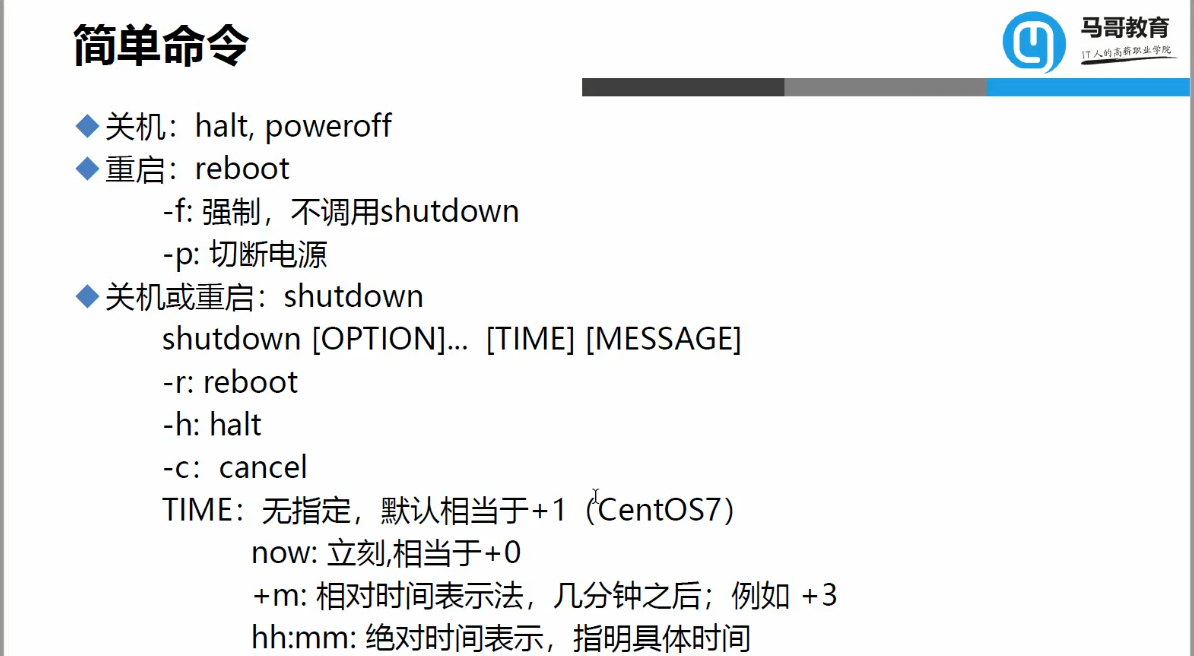 简单命令
马哥教育
IT人的高薪职业学院
关机：halt, poweroff
重启：reboot
-f: 强制，不调用shutdown
-p: 切断电源
关机或重启：shutdown
shutdown [OPTION]... [TIME] [MESSAGE]
-r: reboot
-h: halt
-c：cancel
TIME：无指定，默认相当于+1（CentOS7）
now: 立刻,相当于+0
+m: 相对时间表示法，几分钟之后；例如 +3
hh:mm: 绝对时间表示，指明具体时间